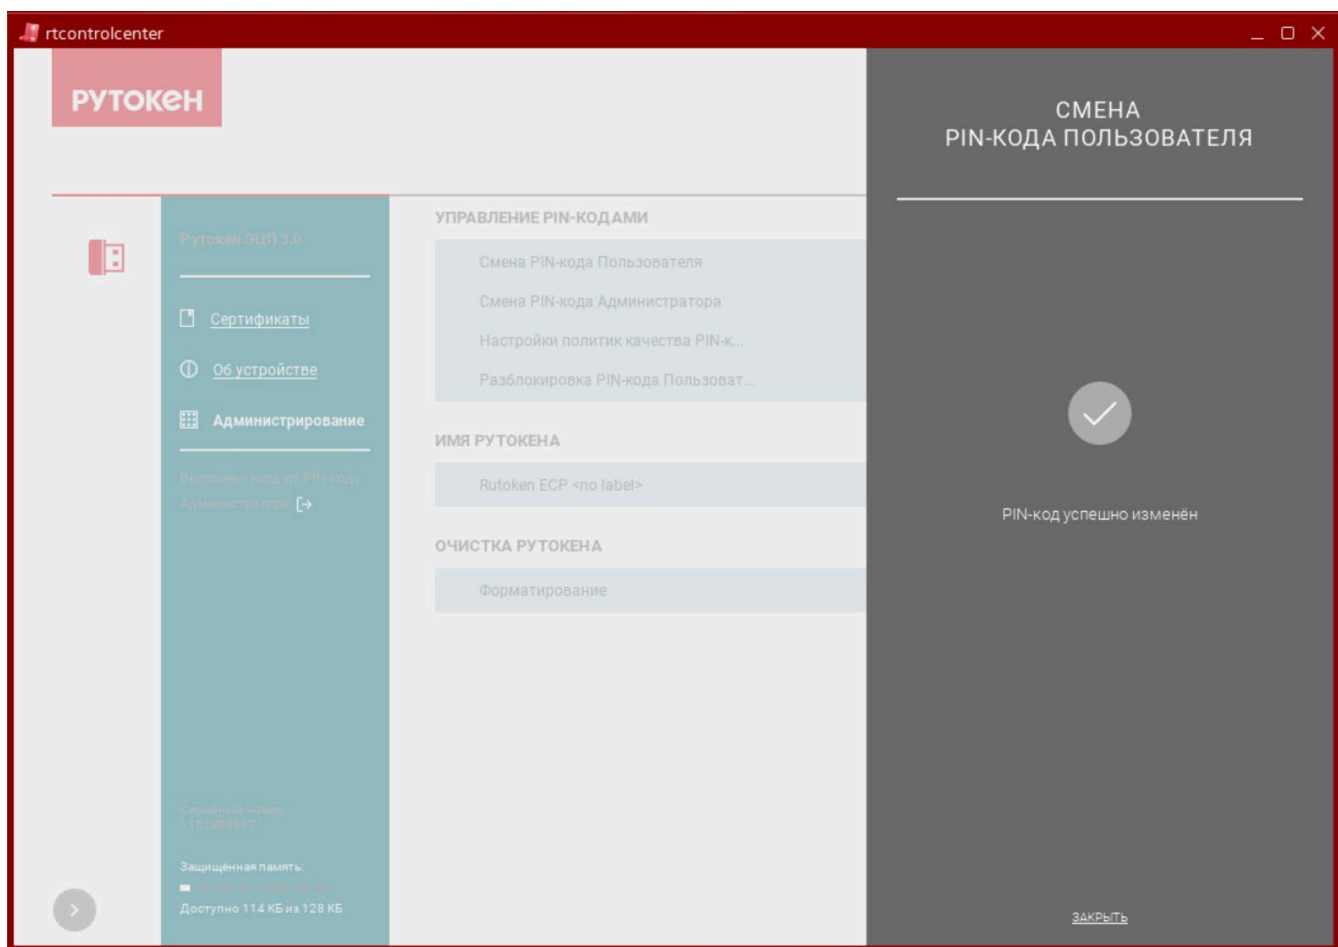 rtcontrolcenter
РУТОКЕН
Рутокен ЭЦП 3.0
Сертификаты
Об устройстве
Администрирование
Выполнен вход по PIN-коду
Администратора
Серийный номер:
Защищённая память:
Доступно 114 КБ из 128 КБ
УПРАВЛЕНИЕ PIN-КОДАМИ
Смена PIN-кода Пользователя
Смена PIN-кода Администратора
Настройки политик качества PIN-к...
Разблокировка PIN-кода Пользоват...
ИМЯ РУТОКЕНА
Rutoken ECP <no label>
ОЧИСТКА РУТОКЕНА
Форматирование
СМЕНА
PIN-КОДА ПОЛЬЗОВАТЕЛЯ
PIN-код успешно изменён
ЗАКРЫТЬ